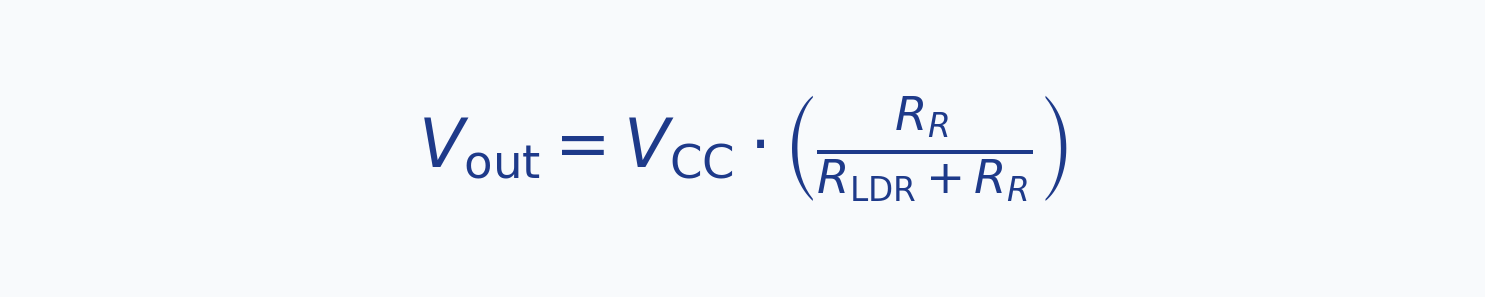 V_out = V_CC · (R_R / (R_LDR + R_R))